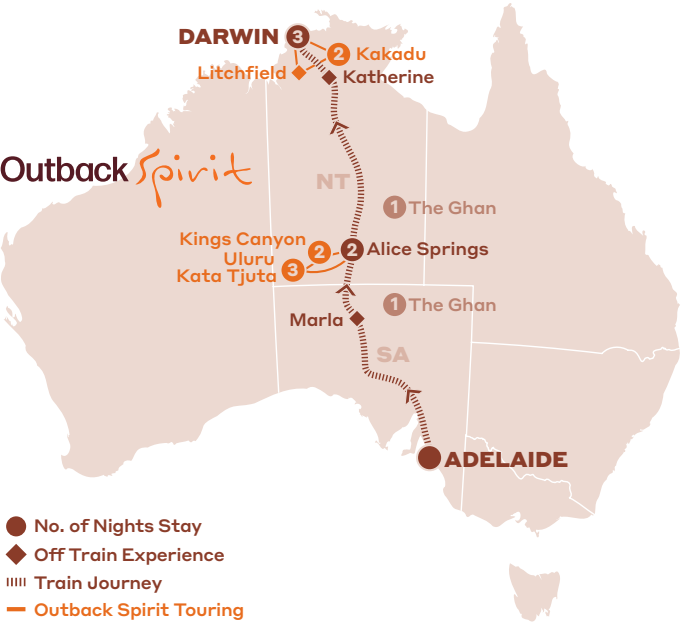 DARWIN 3
2 Kakadu
Litchfield
Katherine
Outback Spirit
NT
1 The Ghan
Kings Canyon 2
2 Alice Springs
Uluru
Kata Tjuta 3
1 The Ghan
Marla
SA
ADELAIDE
No. of Nights Stay
Off Train Experience
Train Journey
Outback Spirit Touring